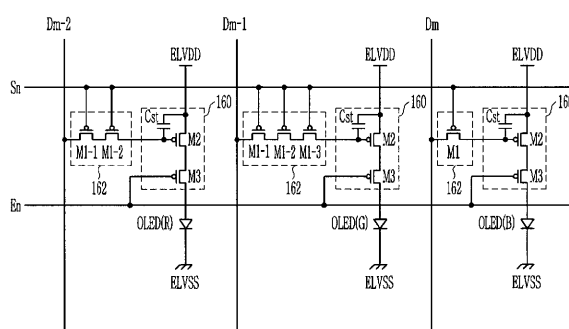 Dm-2 Dm-1 Dm
ELVDD ELVDD ELVDD
Sn
160 160 160
Cst Cst Cst
M2 M2 M2
M1-1 M1-2 M1-1 M1-2 M1-3 M1
162 162 162
M3 M3 M3
En
OLED(R) OLED(G) OLED(B)
ELVSS ELVSS ELVSS